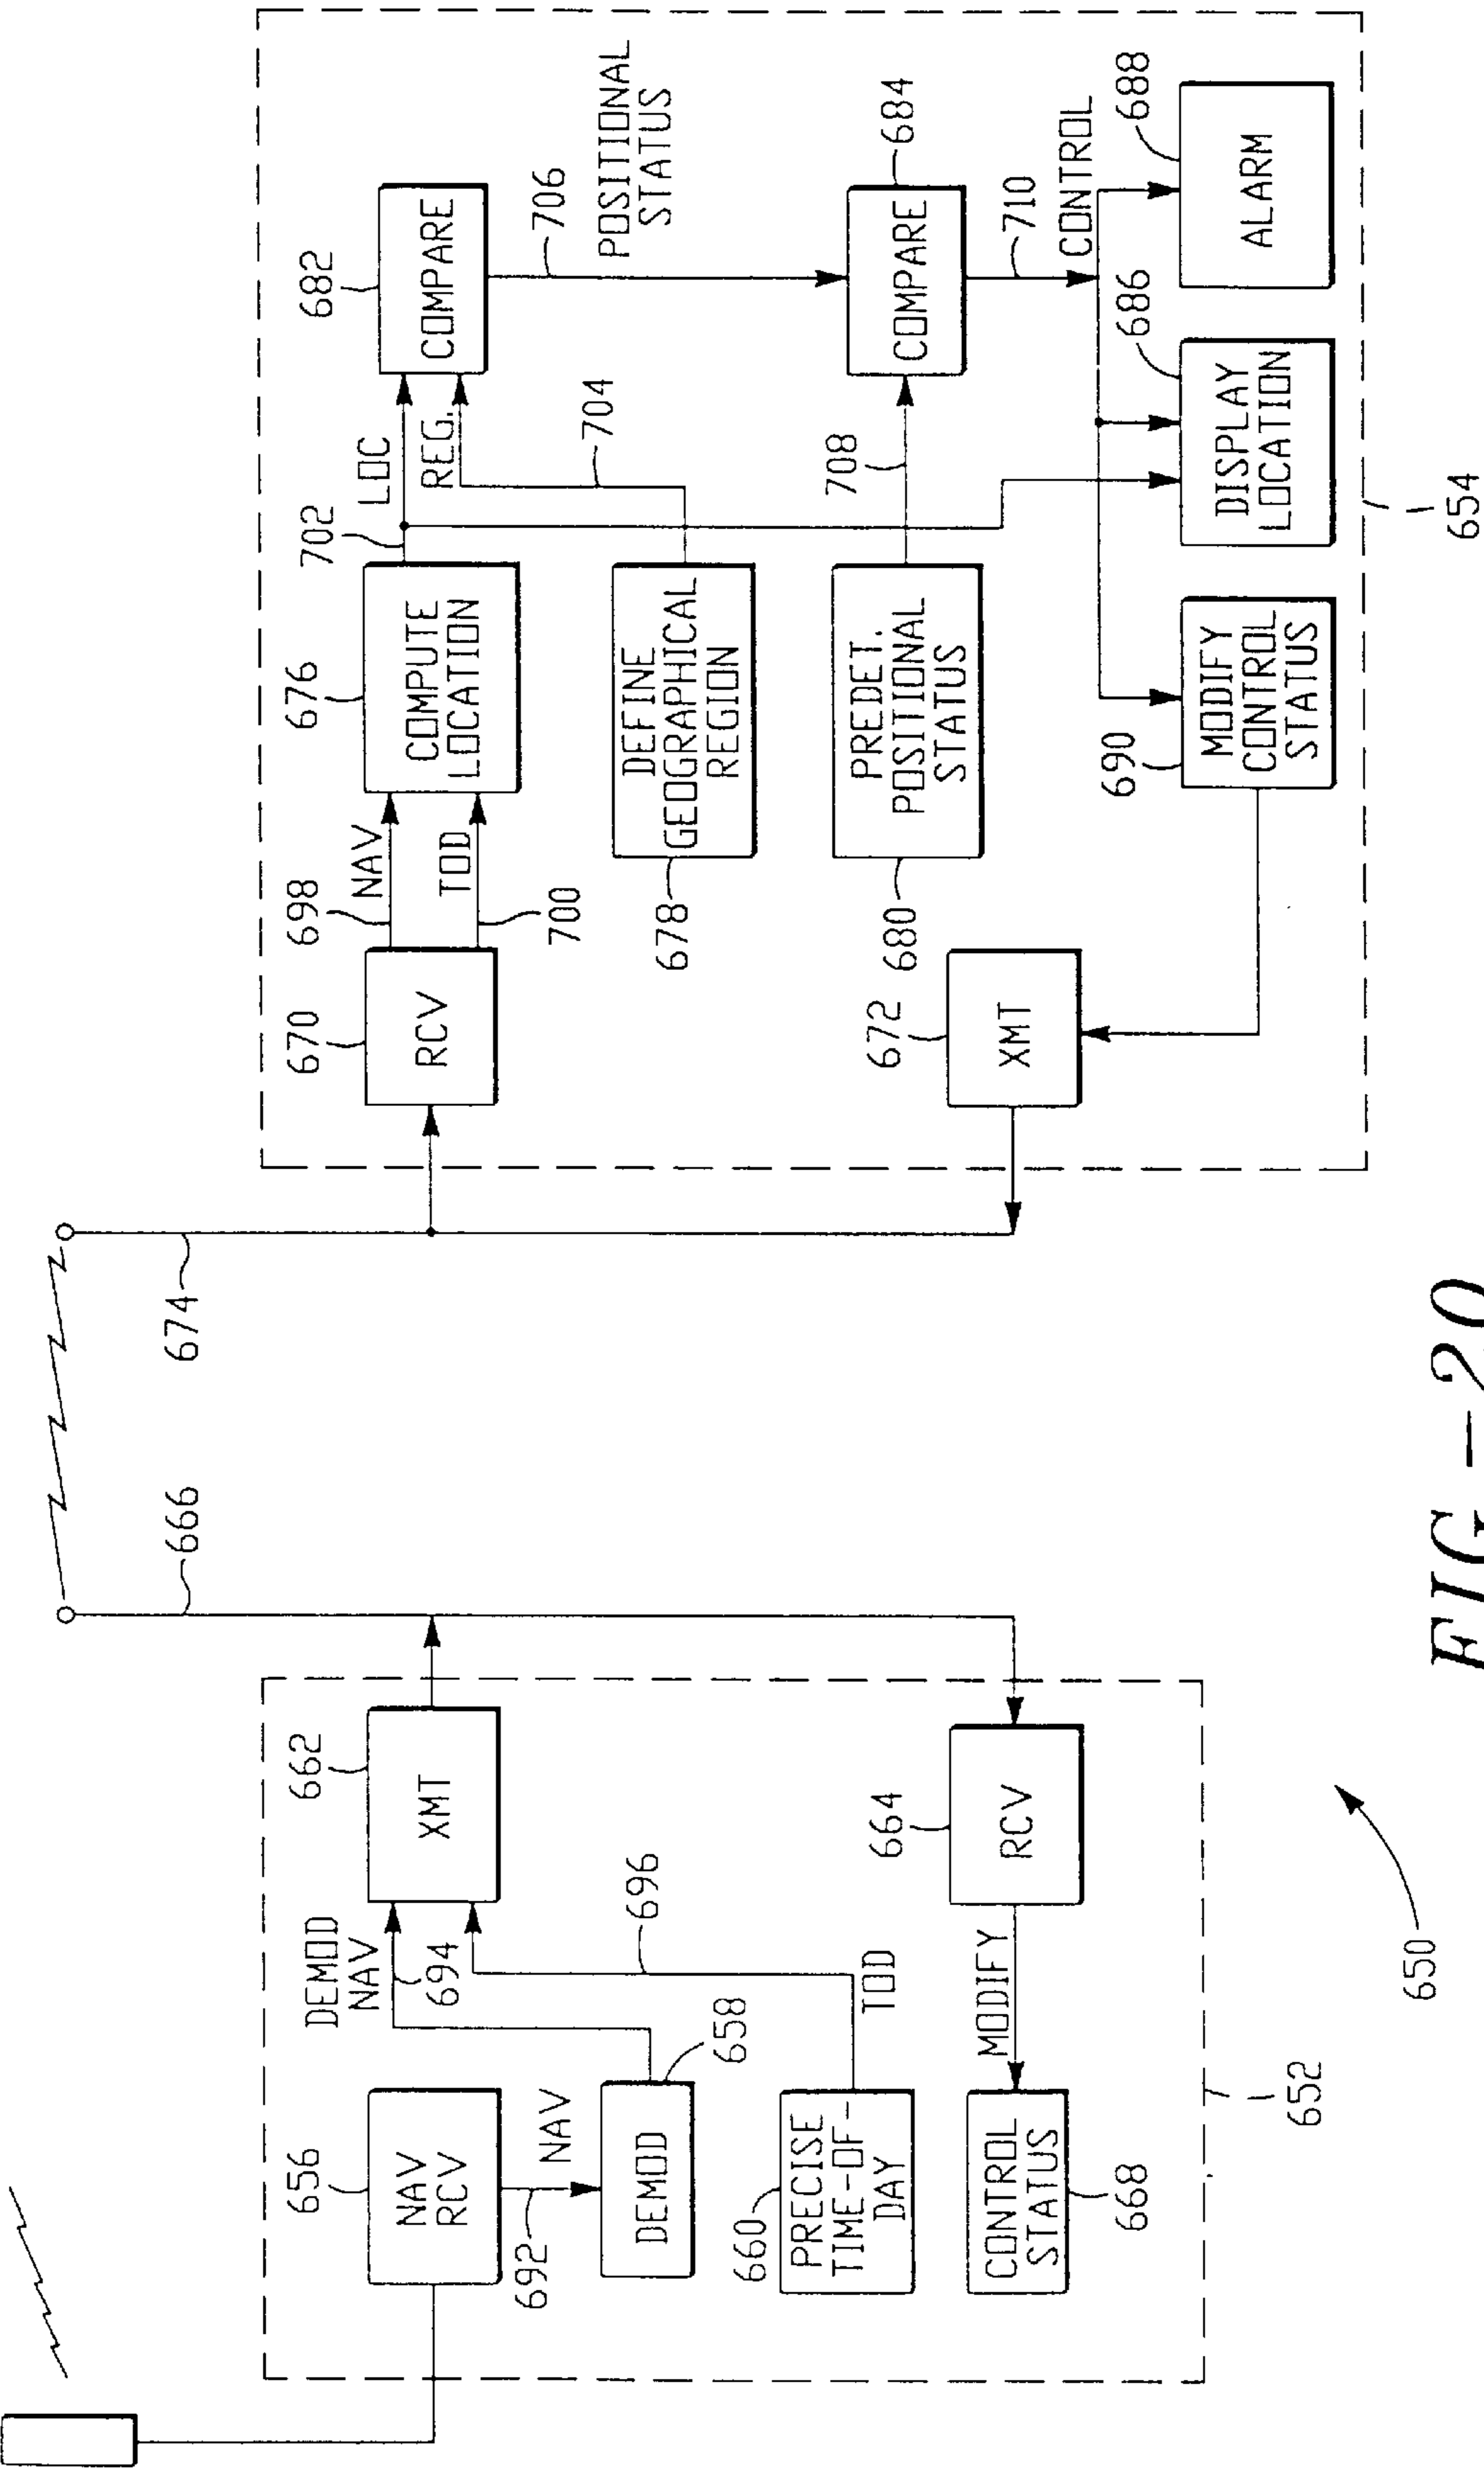 656
NAV
RCV
692
NAV
DEMOD
658
DEMOD
NAV
694
696
660
PRECISE
TIME-OF-
DAY
TOD
662
XMT
666
664
RCV
MODIFY
CONTROL
STATUS
668
652
650
674
670
RCV
698
NAV
TOD
700
676
COMPUTE
LOCATION
702
LOC
REG.
704
682
COMPARE
706
POSITIONAL
STATUS
678
DEFINE
GEOGRAPHICAL
REGION
680
PREDET.
POSITIONAL
STATUS
708
COMPARE
684
710
CONTROL
672
XMT
690
MODIFY
CONTROL
STATUS
686
DISPLAY
LOCATION
688
ALARM
654
FIG-20